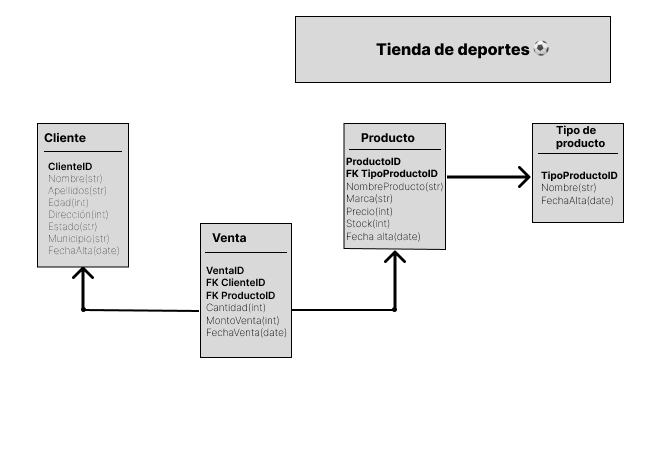 Tienda de deportes ⚽
Cliente
ClienteID
Nombre(str)
Apellidos(str)
Edad(int)
Dirección(int)
Estado(str)
Municipio(str)
FechaAlta(date)
Venta
VentaID
FK ClienteID
FK ProductoID
Cantidad(int)
MontoVenta(int)
FechaVenta(date)
Producto
ProductoID
FK TipoProductoID
NombreProducto(str)
Marca(str)
Precio(int)
Stock(int)
Fecha alta(date)
Tipo de
producto
TipoProductoID
Nombre(str)
FechaAlta(date)